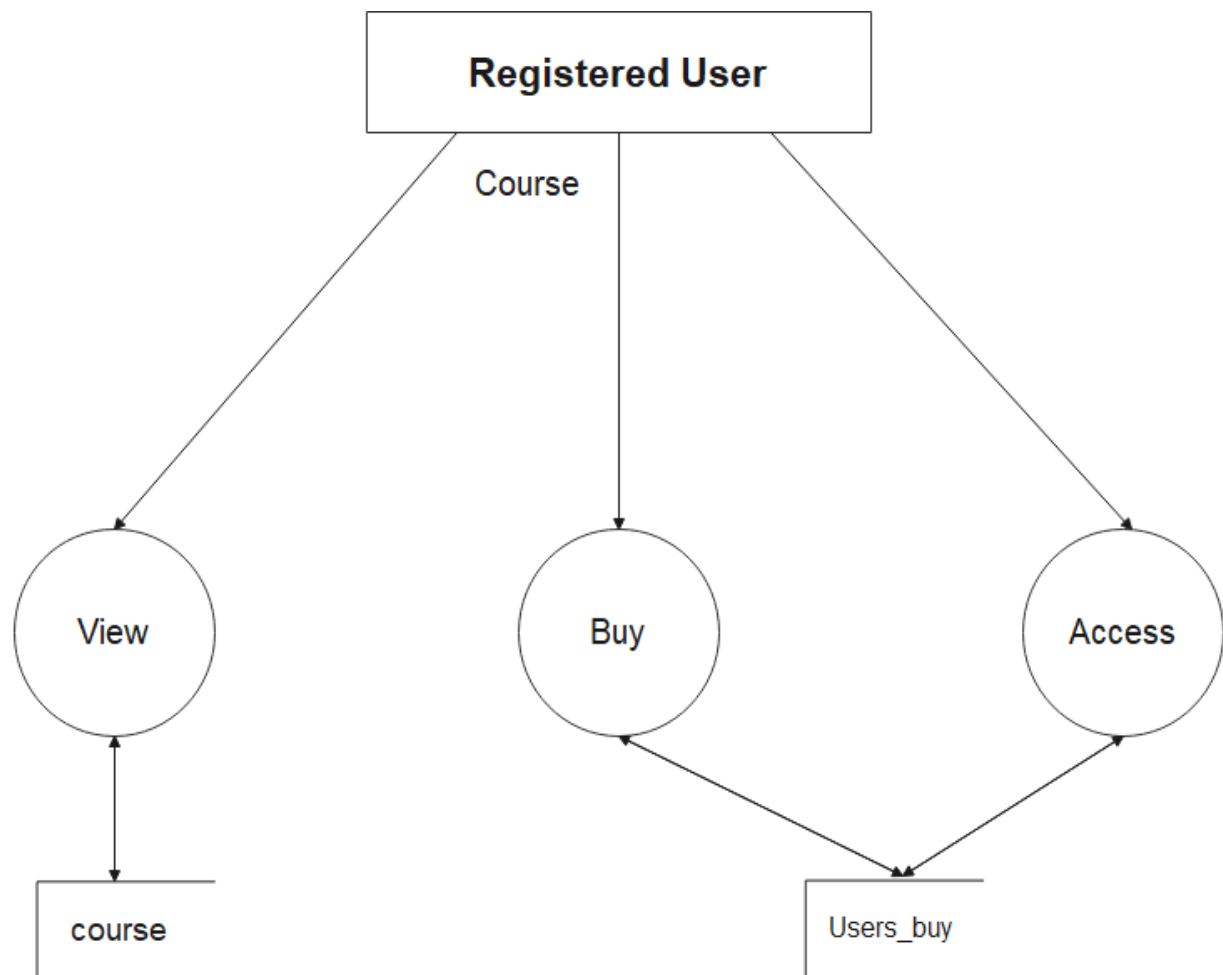 Registered User
Course
View
Buy
Access
course
Users_buy